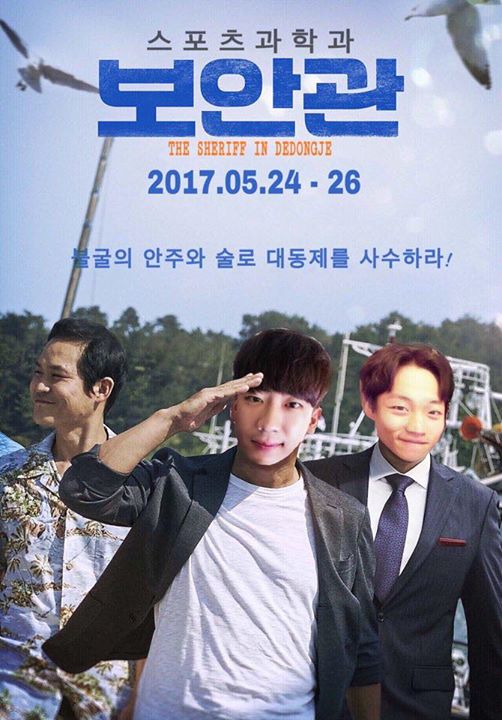 스포츠과학과
보안관
THE SHERIFF IN DEDONGJE
2017.05.24 - 26
불굴의 안주와 술로 대동제를 사수하라!